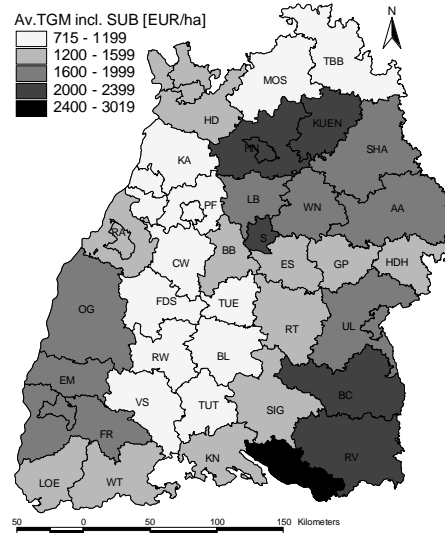 Av.TGM incl. SUB [EUR/ha]
715 - 1199
1200 - 1599
1600 - 1999
2000 - 2399
2400 - 3019
N
TBB
MOS
HD
KUEN
HN
SHA
KA
LB
WN
AA
PF
RA
S
BB
CW
ES
GP
HDH
OG
FDS
TUE
RT
UL
RW
BL
EM
BC
VS
TUT
SIG
FR
KN
RV
LOE
WT
50 0 50 100 150 Kilometers